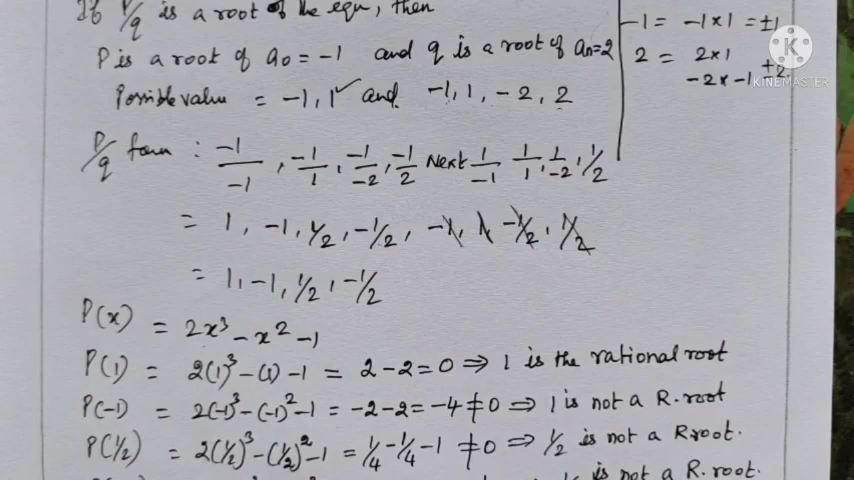 If P/q is a root of the equn, then
P is a root of a0 = -1 and q is a root of an=2
Possible value = -1, 1 ✓ and -1, 1, -2, 2
-1 = -1×1 = ±1
2 = 2×1
-2×-1 ±2
KINEMASTER
P/q form : -1/-1, -1/1, -1/-2, -1/2 Next 1/-1, 1/1, 1/-2, 1/2
= 1, -1, 1/2, -1/2, -1, 1, -1/2, 1/2
= 1, -1, 1/2, -1/2
P(x) = 2x³ - x² - 1
P(1) = 2(1)³ - (1) - 1 = 2 - 2 = 0 ⇒ 1 is the rational root
P(-1) = 2(-1)³ - (-1)² - 1 = -2 - 2 = -4 ≠ 0 ⇒ 1 is not a R. root
P(1/2) = 2(1/2)³ - (1/2)² - 1 = 1/4 - 1/4 - 1 ≠ 0 ⇒ 1/2 is not a R root.
is not a R. root.